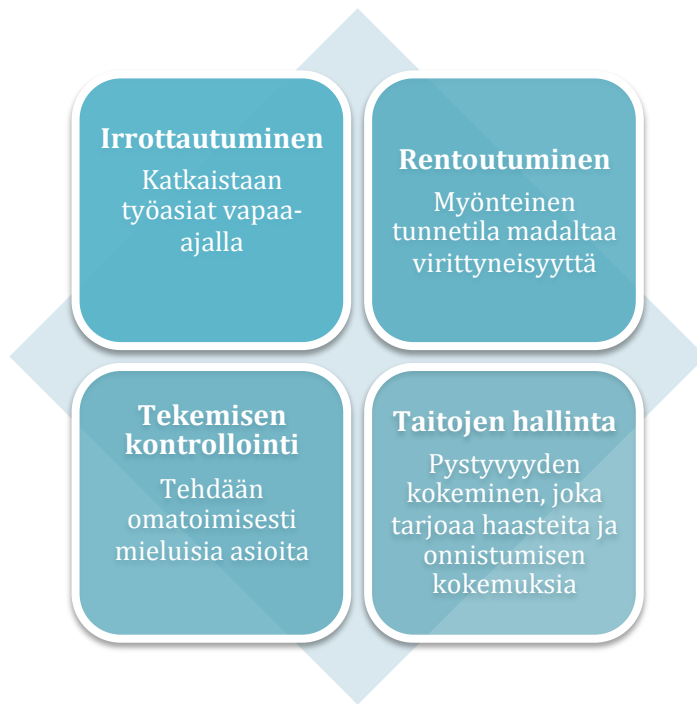 Irrottautuminen
Katkaistaan
työasiat vapaa-
ajalla
Rentoutuminen
Myönteinen
tunnetila madaltaa
virittyneisyyttä
Tekemisen
kontrollointi
Tehdään
omatoimisesti
mieluisia asioita
Taitojen hallinta
Pystyvyyden
kokeminen, joka
tarjoaa haasteita ja
onnistumisen
kokemuksia